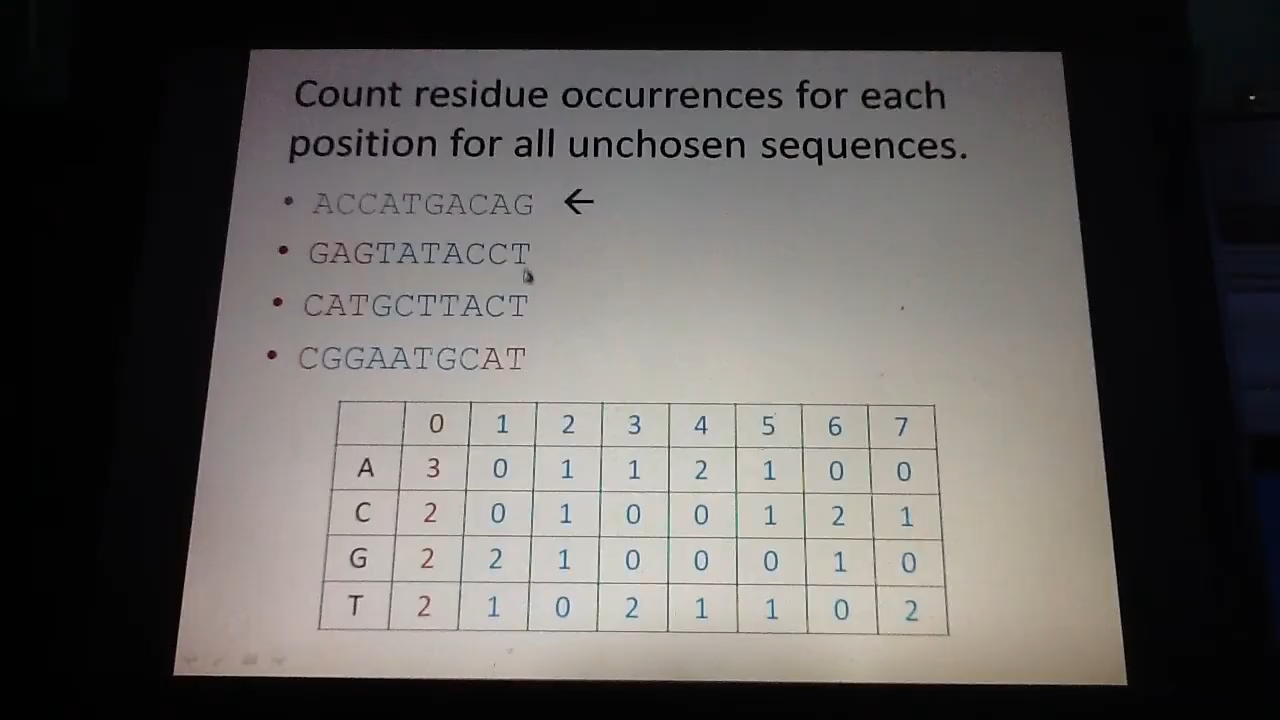 Count residue occurrences for each
position for all unchosen sequences.
• ACCATGACAG ←
• GAGTATACCT
• CATGCTTACT
• CGGAATGCAT
0 1 2 3 4 5 6 7
A 3 0 1 1 2 1 0 0
C 2 0 1 0 0 1 2 1
G 2 2 1 0 0 0 1 0
T 2 1 0 2 1 1 0 2